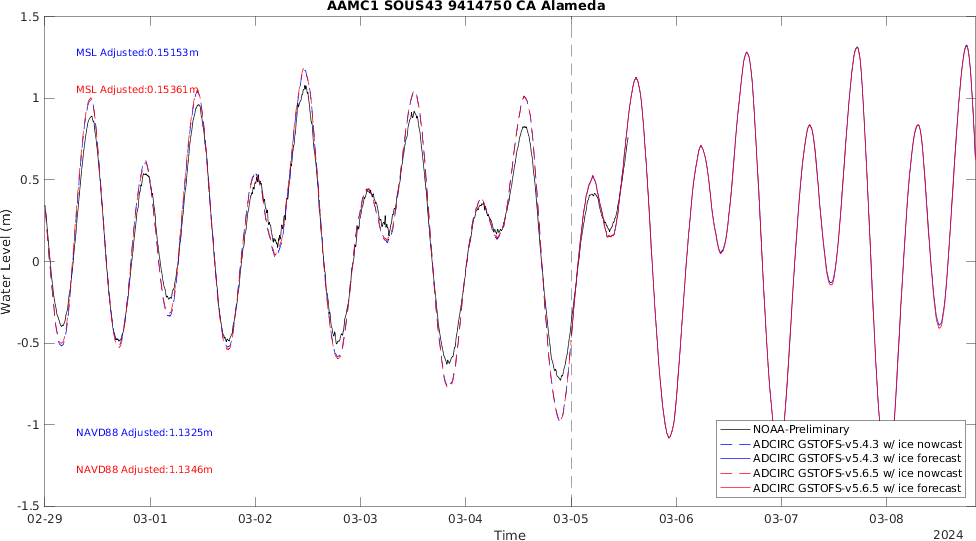 AAMC1 SOUS43 9414750 CA Alameda
1.5
MSL Adjusted:0.15153m
MSL Adjusted:0.15361m
1
0.5
0
-0.5
-1
-1.5
Water Level (m)
NAVD88 Adjusted:1.1325m
NAVD88 Adjusted:1.1346m
NOAA-Preliminary
ADCIRC GSTOFS-v5.4.3 w/ ice nowcast
ADCIRC GSTOFS-v5.4.3 w/ ice forecast
ADCIRC GSTOFS-v5.6.5 w/ ice nowcast
ADCIRC GSTOFS-v5.6.5 w/ ice forecast
02-29 03-01 03-02 03-03 03-04 03-05 03-06 03-07 03-08
Time
2024